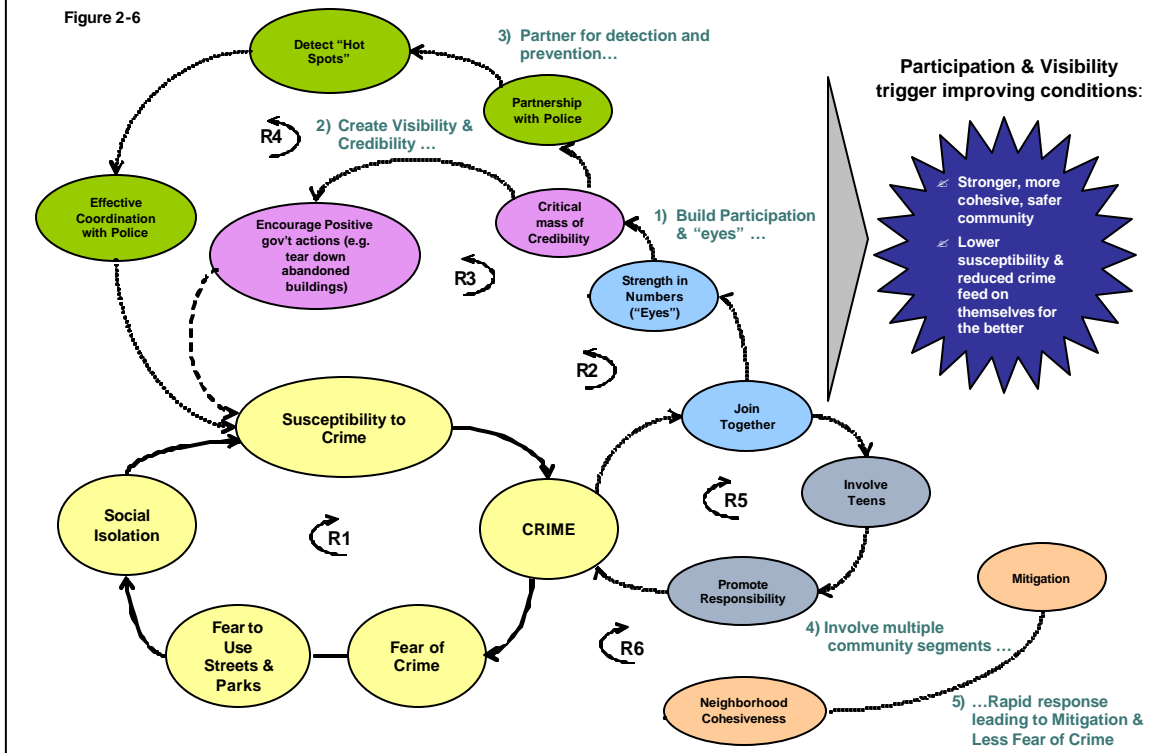 Figure 2-6
Detect “Hot
Spots”
3) Partner for detection and
prevention…
Partnership
with Police
R4
2) Create Visibility &
Credibility …
Effective
Coordination
with Police
Encourage Positive
gov’t actions (e.g.
tear down
abandoned
buildings)
Critical
mass of
Credibility
1) Build Participation
& “eyes” …
R3
Strength in
Numbers
(“Eyes”)
R2
Participation & Visibility
trigger improving conditions:
Stronger, more
cohesive, safer
community
Lower
susceptibility &
reduced crime
feed on
themselves for
the better
Susceptibility to
Crime
Join
Together
Social
Isolation
R1
CRIME
R5
Involve
Teens
Promote
Responsibility
Mitigation
Fear to
Use
Streets &
Parks
Fear of
Crime
R6
4) Involve multiple
community segments …
Neighborhood
Cohesiveness
5) …Rapid response
leading to Mitigation &
Less Fear of Crime